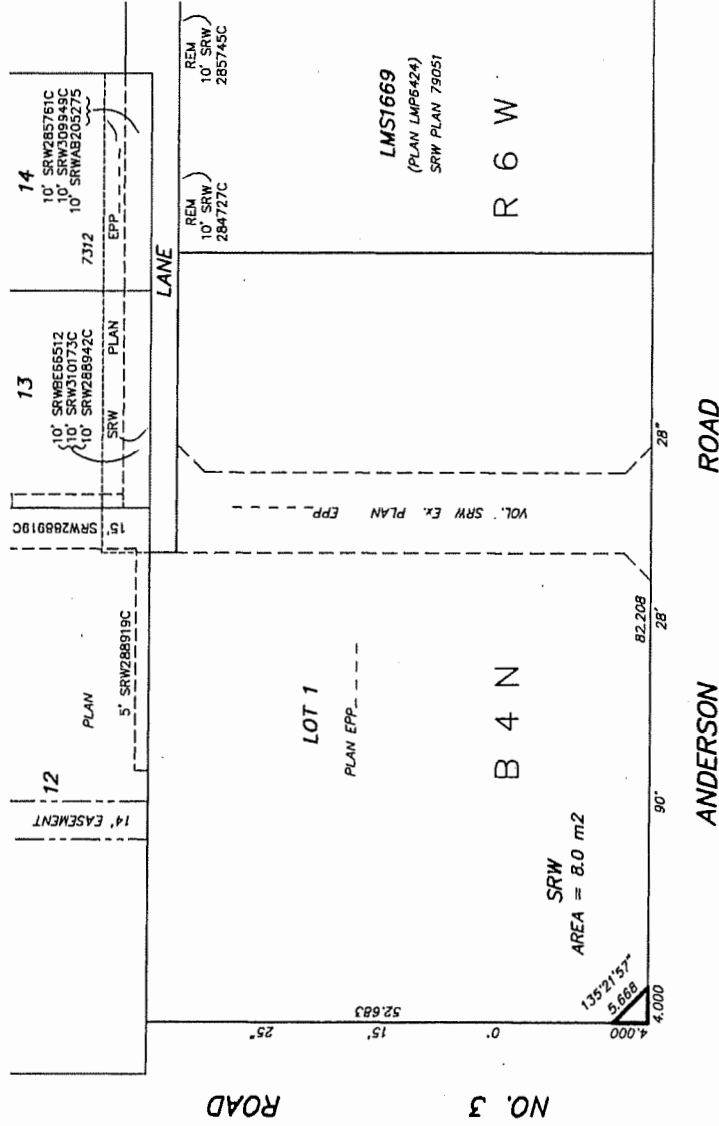 14
10' SRW285761C
10' SRW309949C
10' SRWAB205275
7312
EPP
13
10' SRWBE66512
10' SRW310173C
10' SRW288942C
SRW PLAN
15' SRW288919C
PLAN
5' SRW288919C
12
14' EASEMENT
LANE
REM
10' SRW
285745C
REM
10' SRW
284727C
LMS1669
(PLAN LMP6424)
SRW PLAN 79051
R 6 W
VOL. SRW Ex. PLAN EPP
LOT 1
PLAN EPP
B 4 N
SRW
AREA = 8.0 m2
135°21'57"
5.668
4.000
4.000
52.683
0° 15' 25"
90° 28' 28"
82.208
NO. 3 ROAD
ANDERSON ROAD